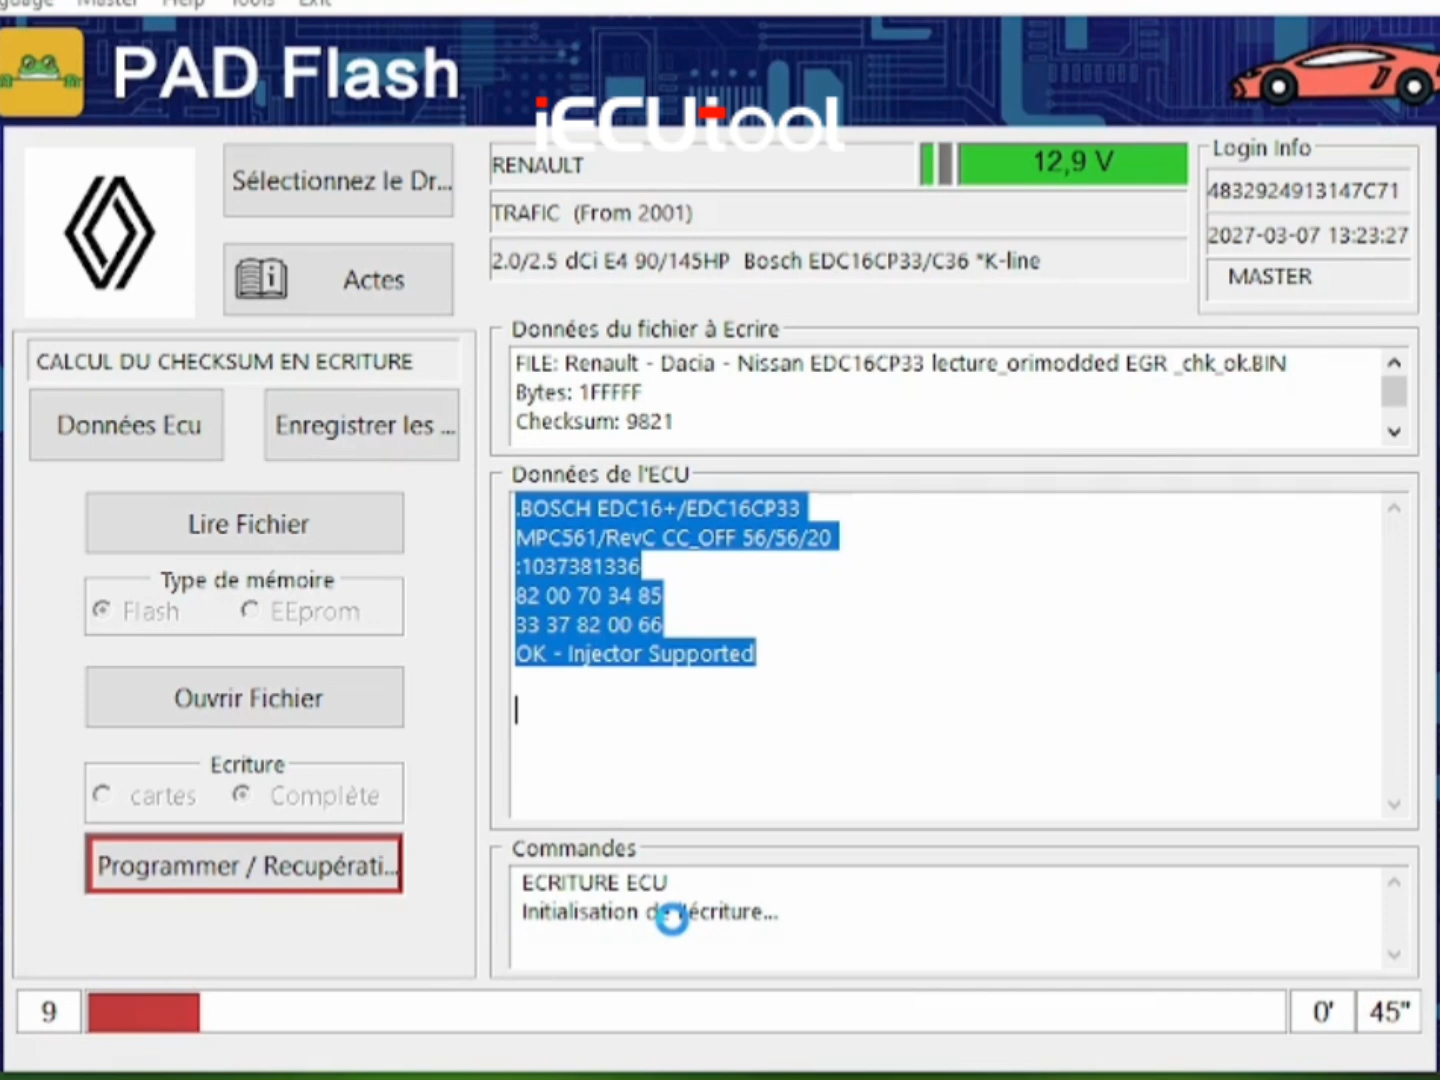 Master Help Tools Exit
PAD Flash
iECUtool
Sélectionnez le Dr...
Actes
RENAULT
12,9 V
TRAFIC (From 2001)
2.0/2.5 dCi E4 90/145HP Bosch EDC16CP33/C36 *K-line
Login Info
4832924913147C71
2027-03-07 13:23:27
MASTER
CALCUL DU CHECKSUM EN ECRITURE
Données Ecu
Enregistrer les ...
Lire Fichier
Type de mémoire
Flash
EEprom
Ouvrir Fichier
Ecriture
cartes
Complète
Programmer / Recupérati...
Données du fichier à Ecrire
FILE: Renault - Dacia - Nissan EDC16CP33 lecture_orimodded EGR _chk_ok.BIN
Bytes: 1FFFFF
Checksum: 9821
Données de l'ECU
.BOSCH EDC16+/EDC16CP33
MPC561/RevC CC_OFF 56/56/20
:1037381336
82 00 70 34 85
33 37 82 00 66
OK - Injector Supported
Commandes
ECRITURE ECU
Initialisation de l'écriture...
9
0'
45"